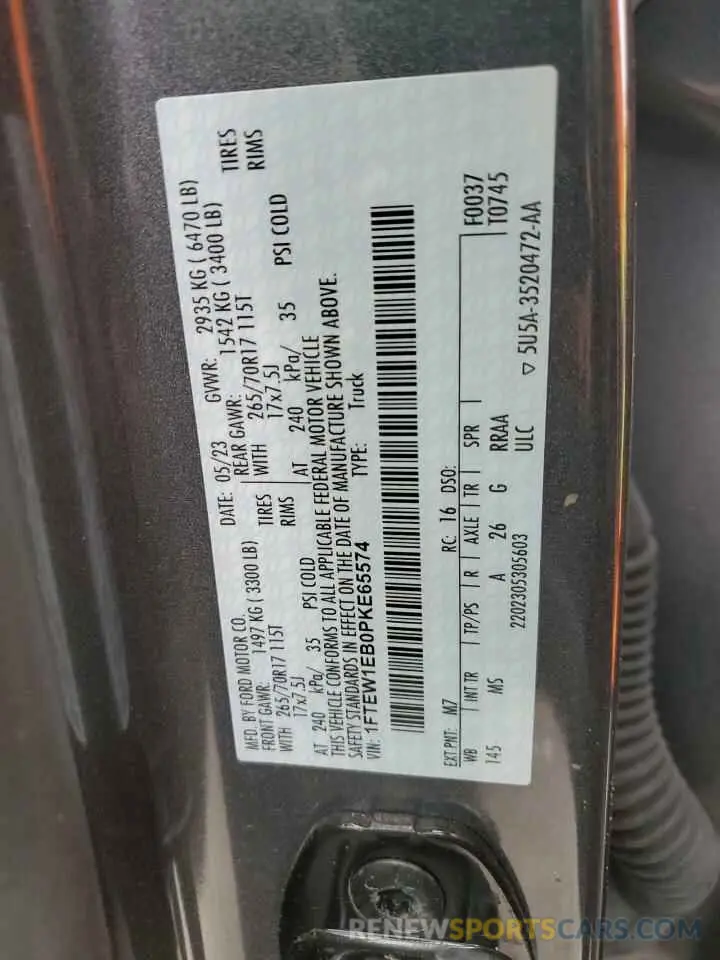 MFD. BY FORD MOTOR CO.
DATE: 05/23 GVWR: 2935 KG ( 6470 LB)
FRONT GAWR: 1497 KG ( 3300 LB) REAR GAWR: 1542 KG ( 3400 LB)
WITH 265/70R17 115T TIRES WITH 265/70R17 115T TIRES
17x7.5J RIMS 17x7.5J RIMS
AT 240 kPa/ 35 PSI COLD AT 240 kPa/ 35 PSI COLD
THIS VEHICLE CONFORMS TO ALL APPLICABLE FEDERAL MOTOR VEHICLE
SAFETY STANDARDS IN EFFECT ON THE DATE OF MANUFACTURE SHOWN ABOVE.
VIN: 1FTEW1EB0PKE65574 TYPE: Truck
EXT PNT: M7 RC: 16 DSO: F0037
WB INT TR TP/PS R AXLE TR SPR T0745
145 MS A 26 G RRAA
ULC
2202305305603
▽ 5U5A-3520472-AA
RENEWSPORTSCARS.COM